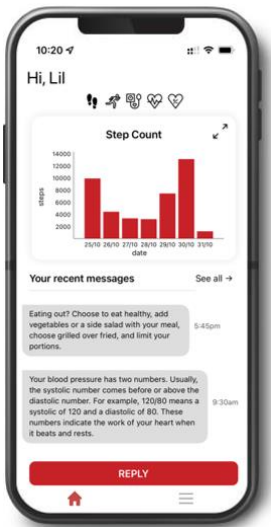 10:20
Hi, Lil
Step Count
14000
12000
10000
8000
6000
4000
2000
steps
25/10 26/10 27/10 28/10 29/10 30/10 31/10
date
Your recent messages
See all →
Eating out? Choose to eat healthy, add
vegetables or a side salad with your meal,
choose grilled over fried, and limit your
portions.
5:45pm
Your blood pressure has two numbers. Usually,
the systolic number comes before or above the
diastolic number. For example, 120/80 means a
systolic of 120 and a diastolic of 80. These
numbers indicate the work of your heart when
it beats and rests.
9:30am
REPLY